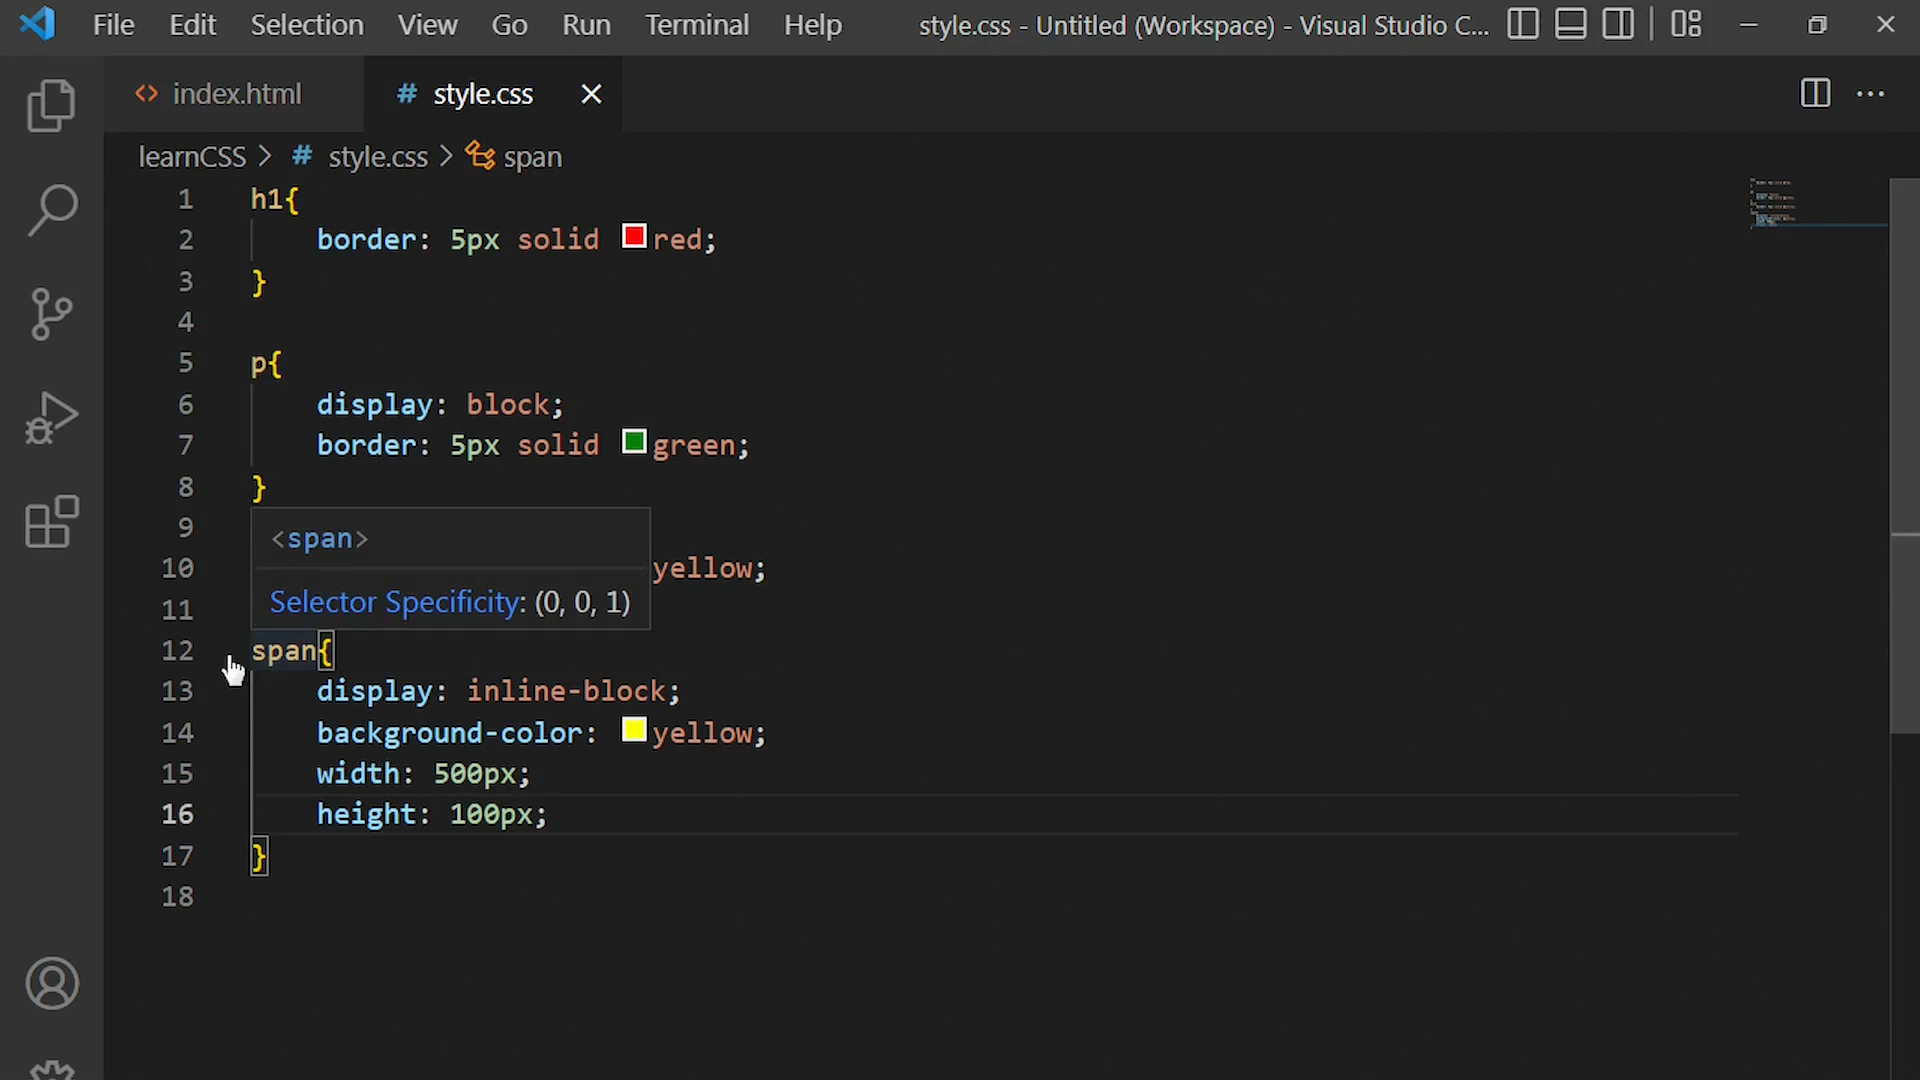 File Edit Selection View Go Run Terminal Help style.css - Untitled (Workspace) - Visual Studio C...
<> index.html # style.css
learnCSS > # style.css > span
1 h1{
2 border: 5px solid red;
3 }
4
5 p{
6 display: block;
7 border: 5px solid green;
8 }
9
<span>
10 yellow;
11
Selector Specificity: (0, 0, 1)
12 span{
13 display: inline-block;
14 background-color: yellow;
15 width: 500px;
16 height: 100px;
17 }
18